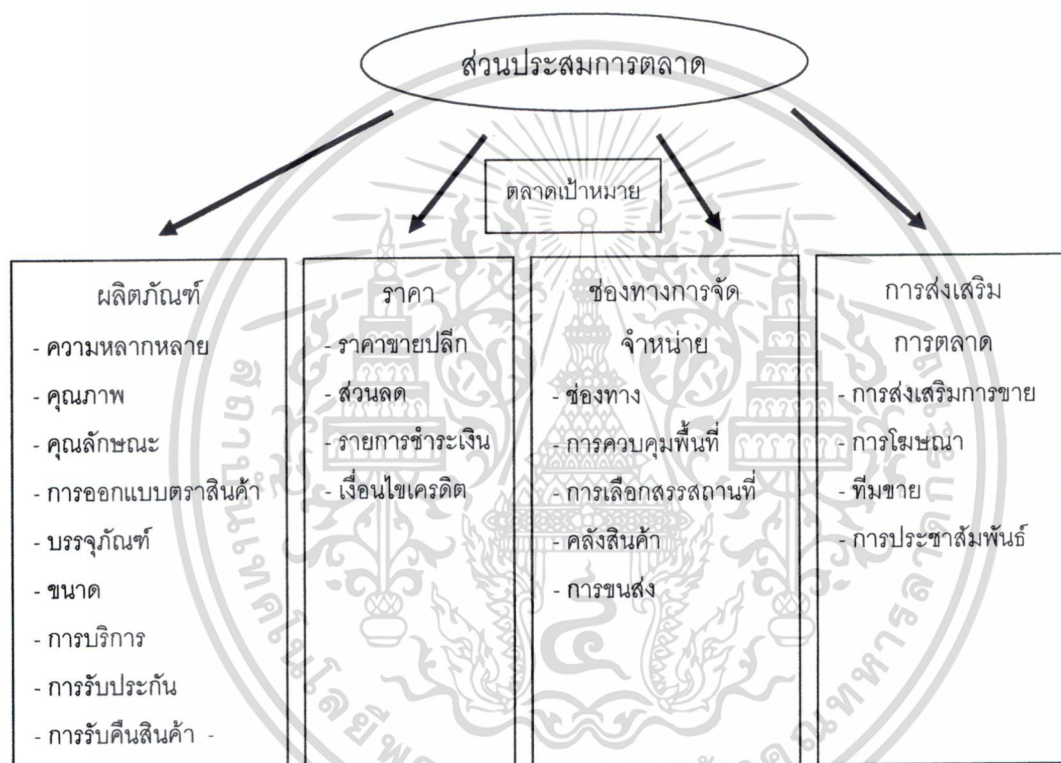 ส่วนประสมการตลาด
ตลาดเป้าหมาย
ผลิตภัณฑ์
- ความหลากหลาย
- คุณภาพ
- คุณลักษณะ
- การออกแบบตราสินค้า
- บรรจุภัณฑ์
- ขนาด
- การบริการ
- การรับประกัน
- การรับคืนสินค้า -
ราคา
- ราคาขายปลีก
- ส่วนลด
- รายการชำระเงิน
- เงื่อนไขเครดิต
ช่องทางการจัด
จำหน่าย
- ช่องทาง
- การควบคุมพื้นที่
- การเลือกสรรสถานที่
- คลังสินค้า
- การขนส่ง
การส่งเสริม
การตลาด
- การส่งเสริมการขาย
- การโฆษณา
- ทีมขาย
- การประชาสัมพันธ์